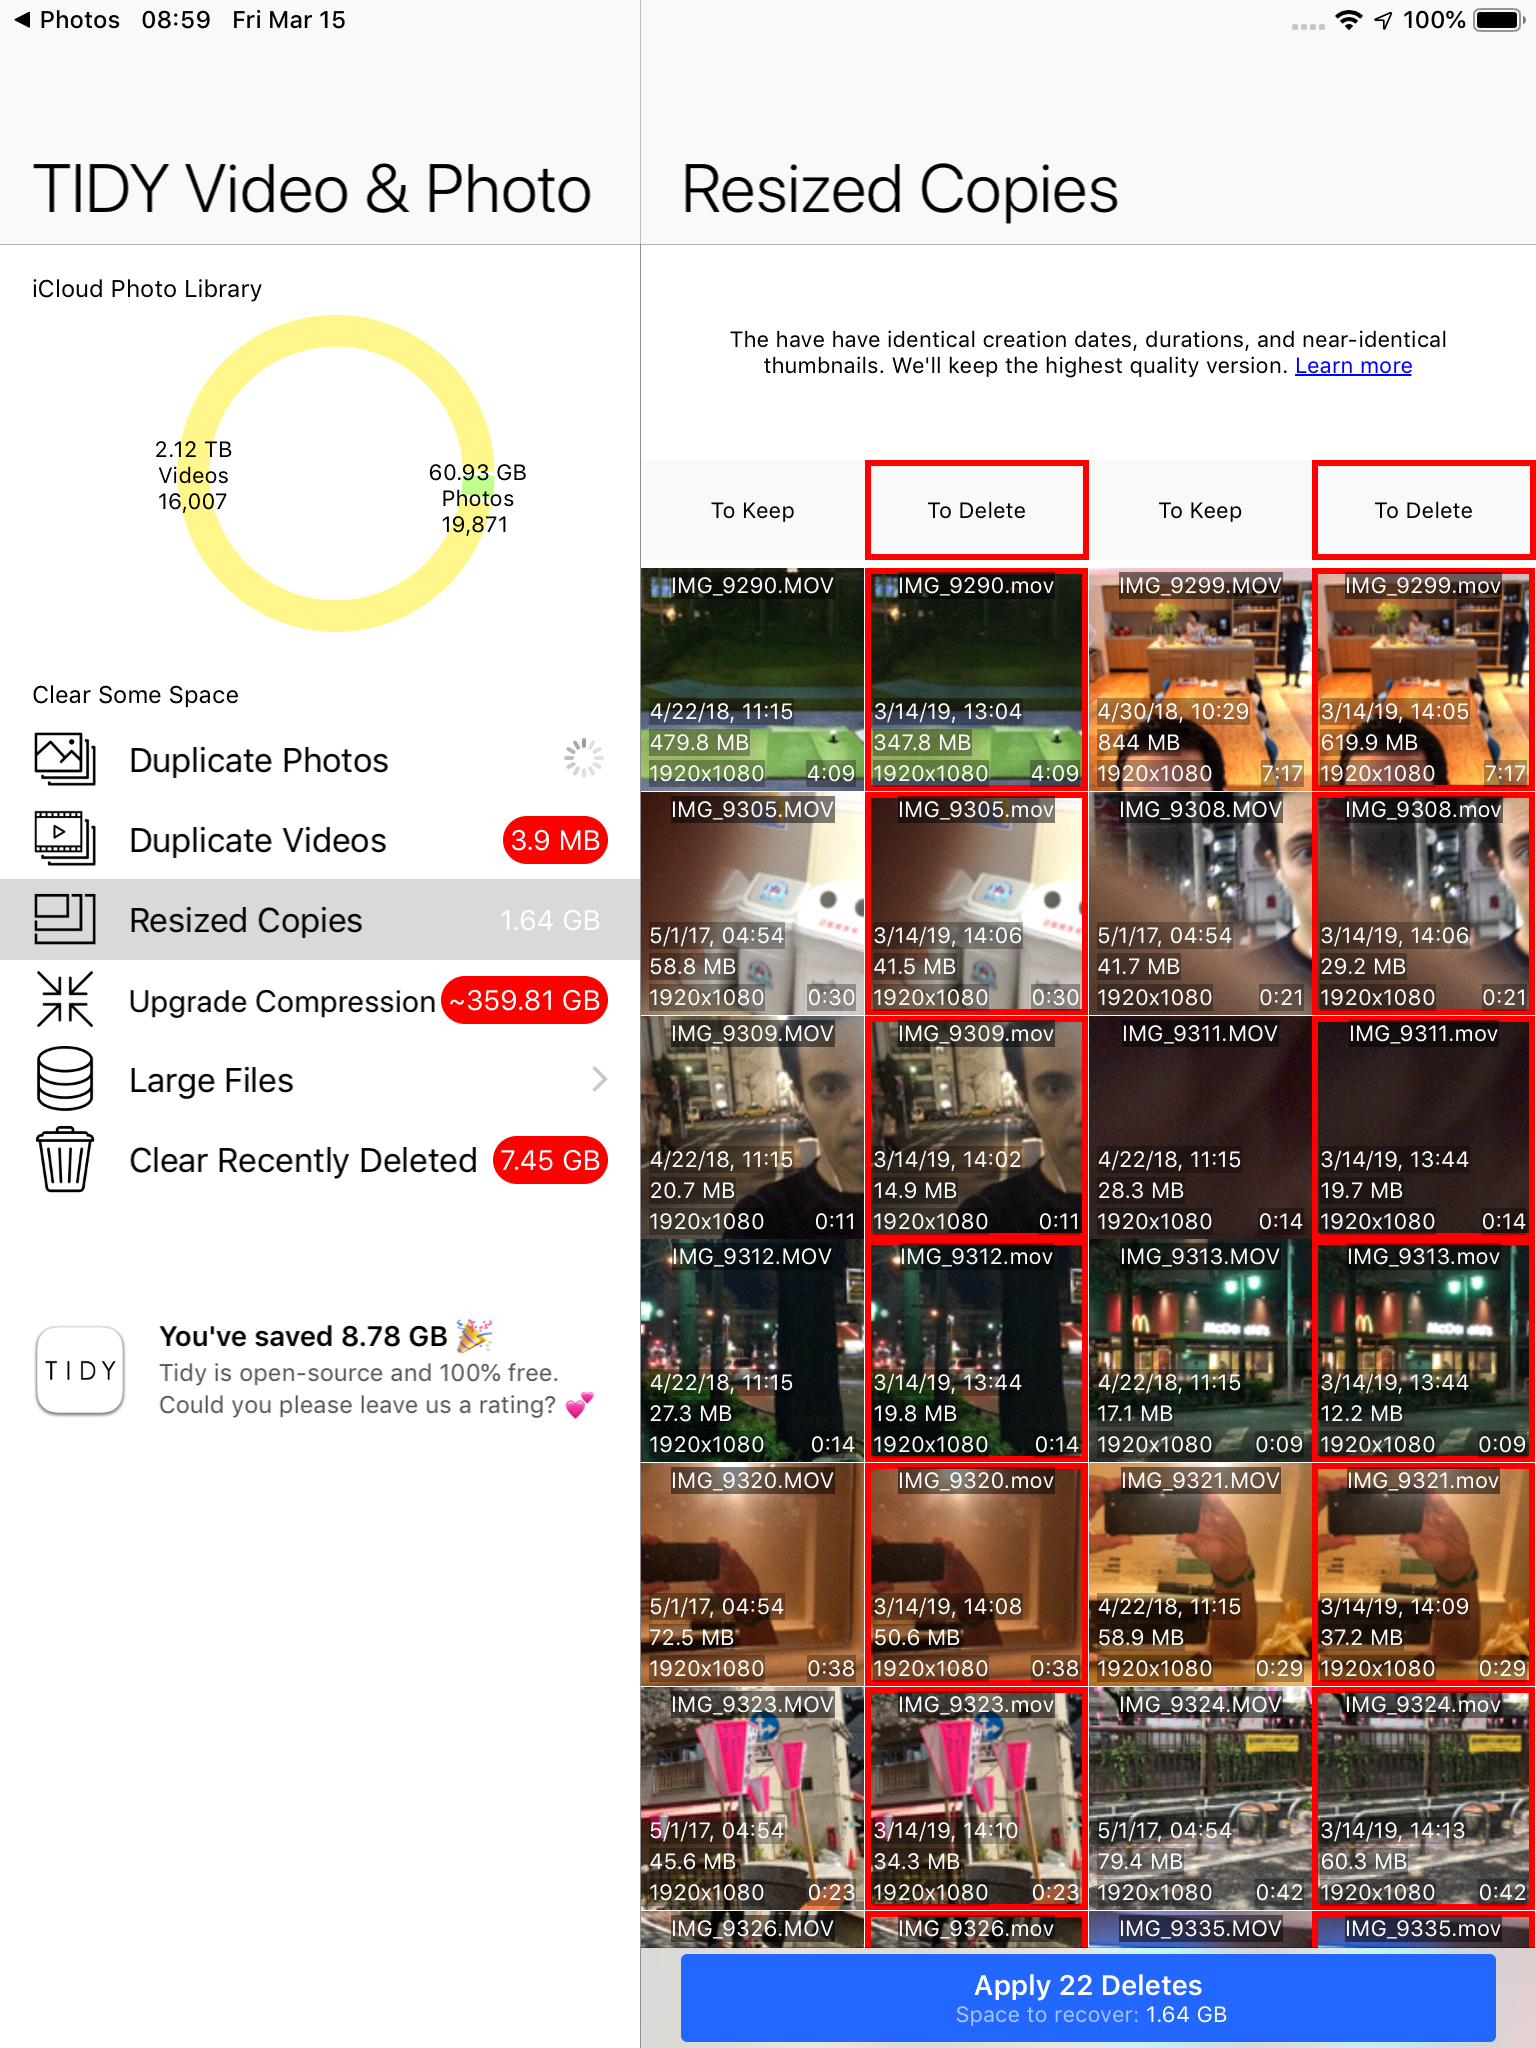 Photos 08:59 Fri Mar 15
100%
TIDY Video & Photo
iCloud Photo Library
2.12 TB
Videos
16,007
60.93 GB
Photos
19,871
Clear Some Space
Duplicate Photos
Duplicate Videos 3.9 MB
Resized Copies 1.64 GB
Upgrade Compression ~359.81 GB
Large Files
Clear Recently Deleted 7.45 GB
TIDY
You've saved 8.78 GB 🎉
Tidy is open-source and 100% free.
Could you please leave us a rating? 💕
Resized Copies
The have have identical creation dates, durations, and near-identical
thumbnails. We'll keep the highest quality version. Learn more
To Keep To Delete To Keep To Delete
IMG_9290.MOV IMG_9290.mov IMG_9299.MOV IMG_9299.mov
4/22/18, 11:15 3/14/19, 13:04 4/30/18, 10:29 3/14/19, 14:05
479.8 MB 347.8 MB 844 MB 619.9 MB
1920x1080 4:09 1920x1080 4:09 1920x1080 7:17 1920x1080 7:17
IMG_9305.MOV IMG_9305.mov IMG_9308.MOV IMG_9308.mov
5/1/17, 04:54 3/14/19, 14:06 5/1/17, 04:54 3/14/19, 14:06
58.8 MB 41.5 MB 41.7 MB 29.2 MB
1920x1080 0:30 1920x1080 0:30 1920x1080 0:21 1920x1080 0:21
IMG_9309.MOV IMG_9309.mov IMG_9311.MOV IMG_9311.mov
4/22/18, 11:15 3/14/19, 14:02 4/22/18, 11:15 3/14/19, 13:44
20.7 MB 14.9 MB 28.3 MB 19.7 MB
1920x1080 0:11 1920x1080 0:11 1920x1080 0:14 1920x1080 0:14
IMG_9312.MOV IMG_9312.mov IMG_9313.MOV IMG_9313.mov
McDonald's McDonald's
4/22/18, 11:15 3/14/19, 13:44 4/22/18, 11:15 3/14/19, 13:44
27.3 MB 19.8 MB 17.1 MB 12.2 MB
1920x1080 0:14 1920x1080 0:14 1920x1080 0:09 1920x1080 0:09
IMG_9320.MOV IMG_9320.mov IMG_9321.MOV IMG_9321.mov
5/1/17, 04:54 3/14/19, 14:08 4/22/18, 11:15 3/14/19, 14:09
72.5 MB 50.6 MB 58.9 MB 37.2 MB
1920x1080 0:38 1920x1080 0:38 1920x1080 0:29 1920x1080 0:29
IMG_9323.MOV IMG_9323.mov IMG_9324.MOV IMG_9324.mov
5/1/17, 04:54 3/14/19, 14:10 5/1/17, 04:54 3/14/19, 14:13
45.6 MB 34.3 MB 79.4 MB 60.3 MB
1920x1080 0:23 1920x1080 0:23 1920x1080 0:42 1920x1080 0:42
IMG_9326.MOV IMG_9326.mov IMG_9335.MOV IMG_9335.mov
Apply 22 Deletes
Space to recover: 1.64 GB